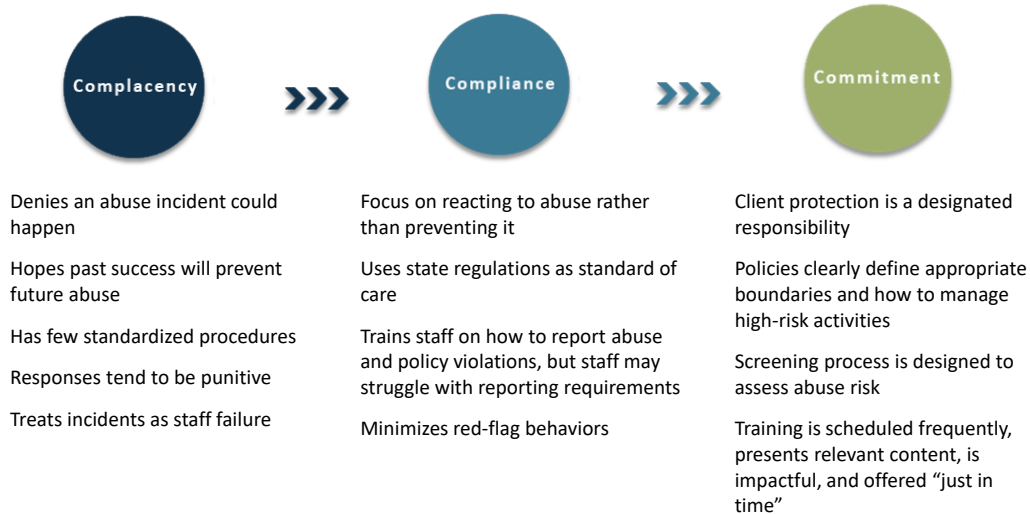 Complacency
Compliance
Commitment
Denies an abuse incident could
happen
Hopes past success will prevent
future abuse
Has few standardized procedures
Responses tend to be punitive
Treats incidents as staff failure
Focus on reacting to abuse rather
than preventing it
Uses state regulations as standard of
care
Trains staff on how to report abuse
and policy violations, but staff may
struggle with reporting requirements
Minimizes red-flag behaviors
Client protection is a designated
responsibility
Policies clearly define appropriate
boundaries and how to manage
high-risk activities
Screening process is designed to
assess abuse risk
Training is scheduled frequently,
presents relevant content, is
impactful, and offered “just in
time”